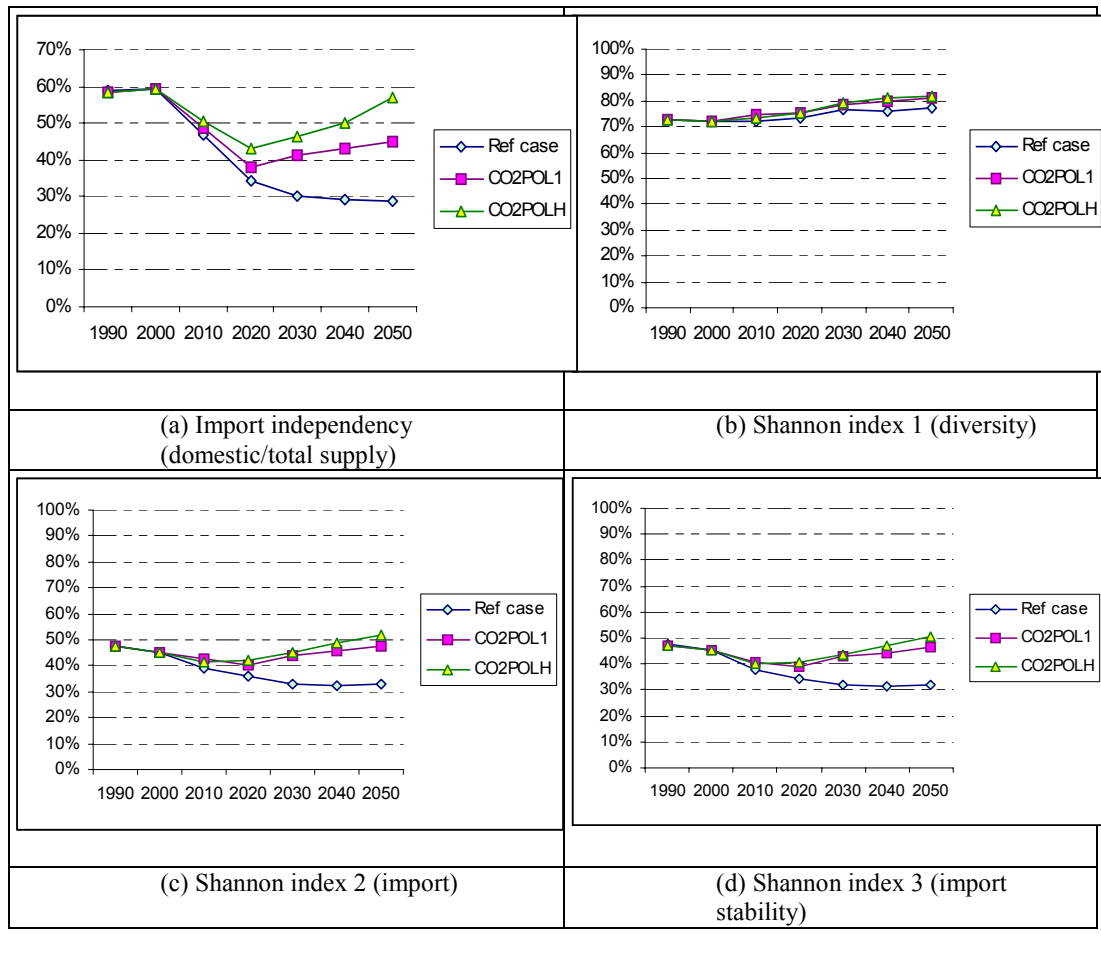 70%
60%
50%
40%
30%
20%
10%
0%
1990 2000 2010 2020 2030 2040 2050
Ref case
CO2POL1
CO2POLH
100%
90%
80%
70%
60%
50%
40%
30%
20%
10%
0%
1990 2000 2010 2020 2030 2040 2050
Ref case
CO2POL1
CO2POLH
(a) Import independency
(domestic/total supply)
(b) Shannon index 1 (diversity)
100%
90%
80%
70%
60%
50%
40%
30%
20%
10%
0%
1990 2000 2010 2020 2030 2040 2050
Ref case
CO2POL1
CO2POLH
100%
90%
80%
70%
60%
50%
40%
30%
20%
10%
0%
1990 2000 2010 2020 2030 2040 2050
Ref case
CO2POL1
CO2POLH
(c) Shannon index 2 (import)
(d) Shannon index 3 (import
stability)